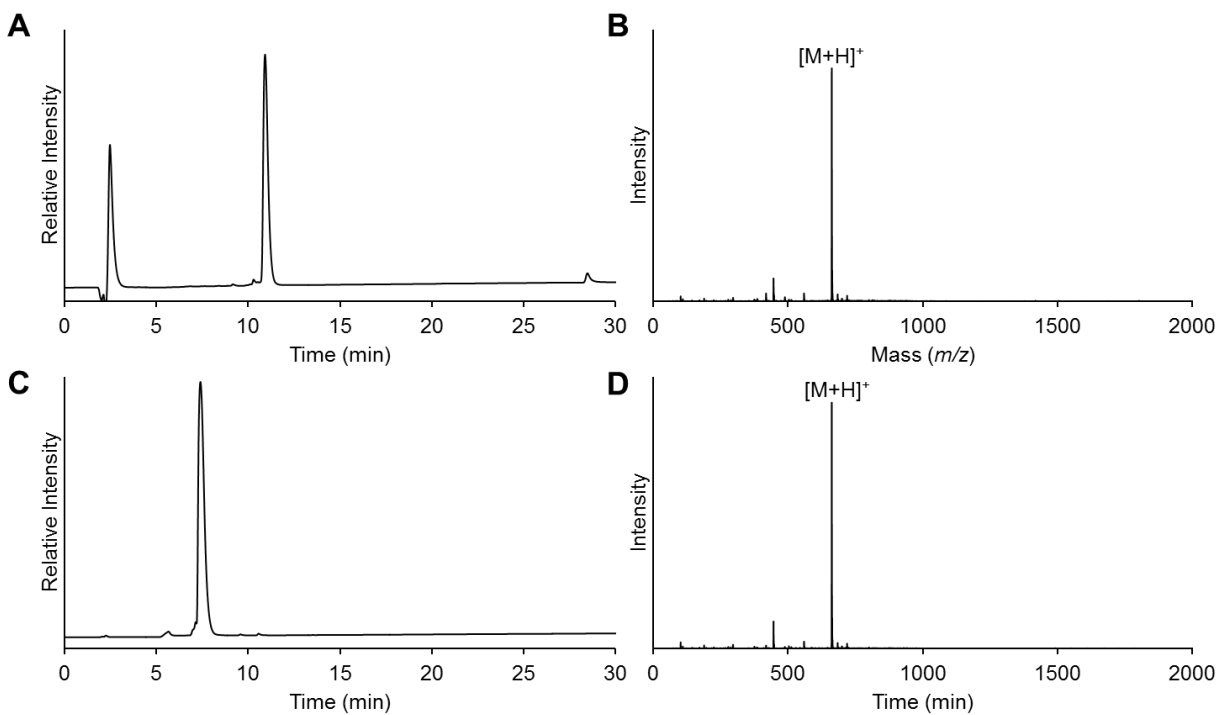 A
Relative Intensity
0 5 10 15 20 25 30
Time (min)
B
[M+H]+
Intensity
0 500 1000 1500 2000
Mass (m/z)
C
Relative Intensity
0 5 10 15 20 25 30
Time (min)
D
[M+H]+
Intensity
0 500 1000 1500 2000
Time (min)